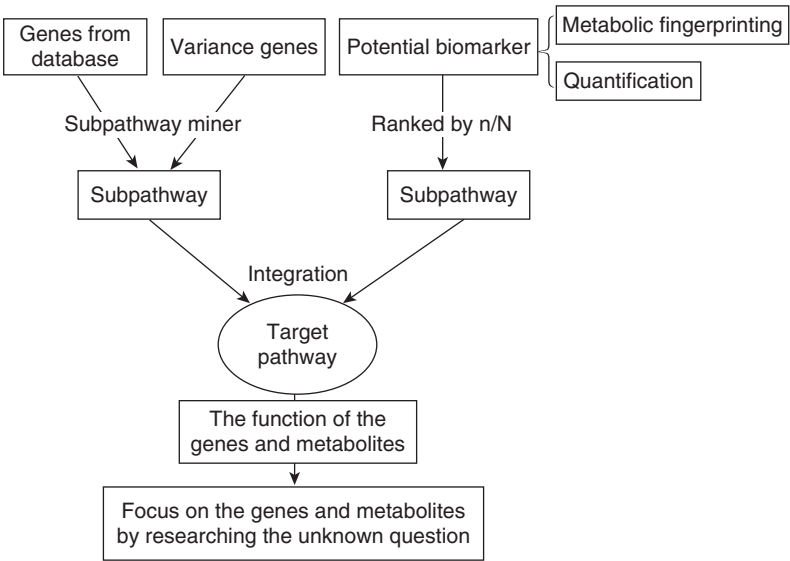 Genes from
database
Variance genes
Potential biomarker
Metabolic fingerprinting
Quantification
Subpathway miner
Ranked by n/N
Subpathway
Subpathway
Integration
Target
pathway
The function of the
genes and metabolites
Focus on the genes and metabolites
by researching the unknown question